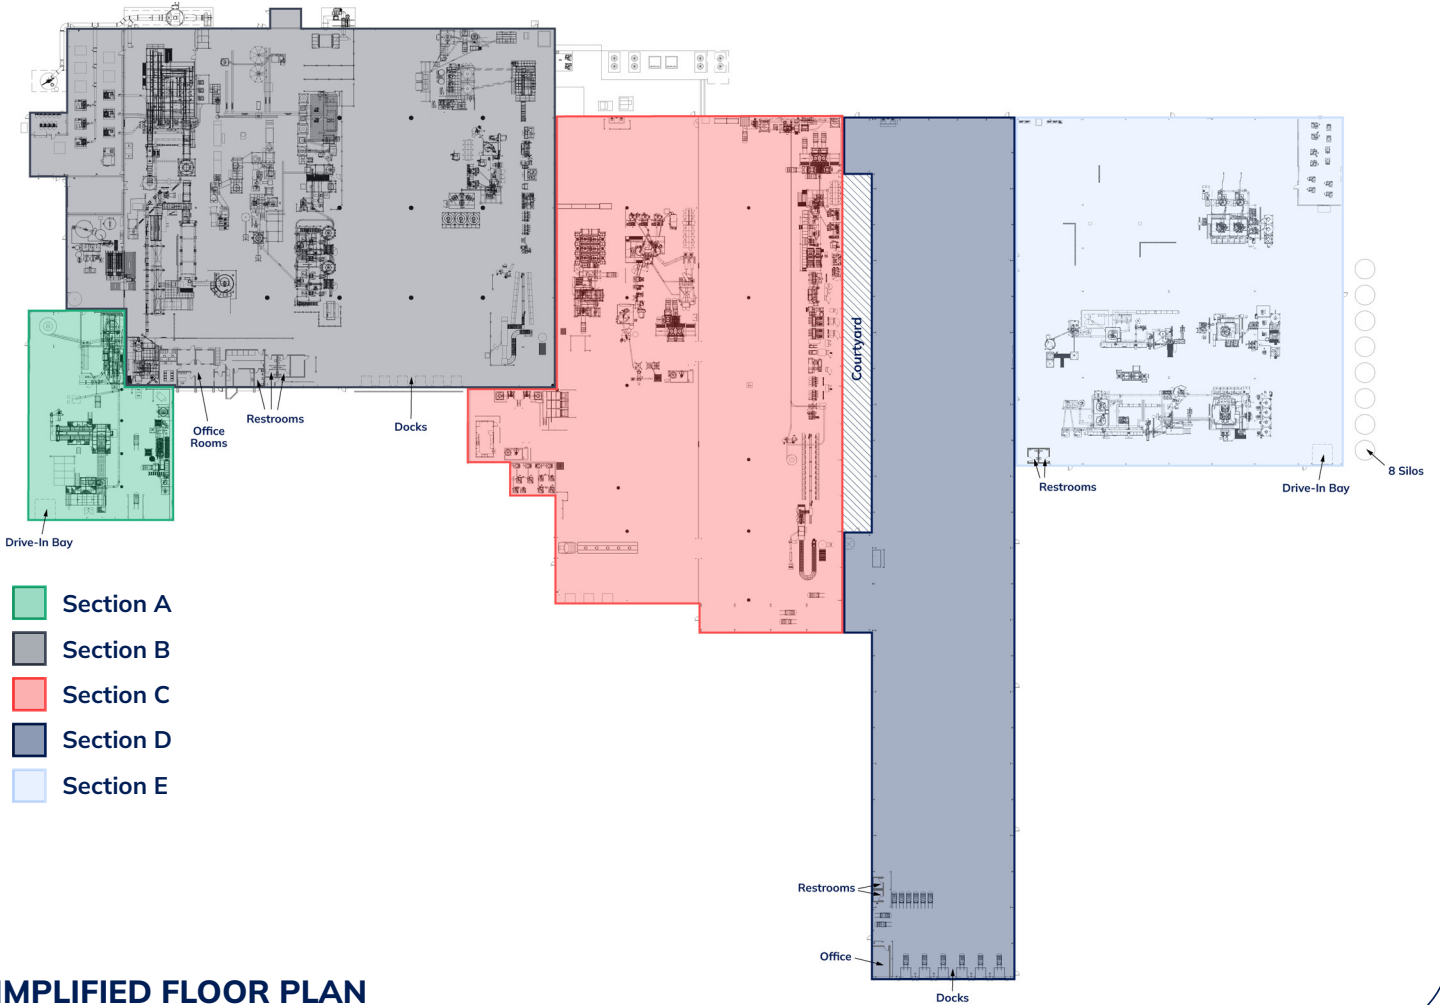 Office
Rooms
Restrooms
Docks
Courtyard
Restrooms
Drive-In Bay
8 Silos
Drive-In Bay
Section A
Section B
Section C
Section D
Section E
Restrooms
Office
Docks
IMPLIFIED FLOOR PLAN